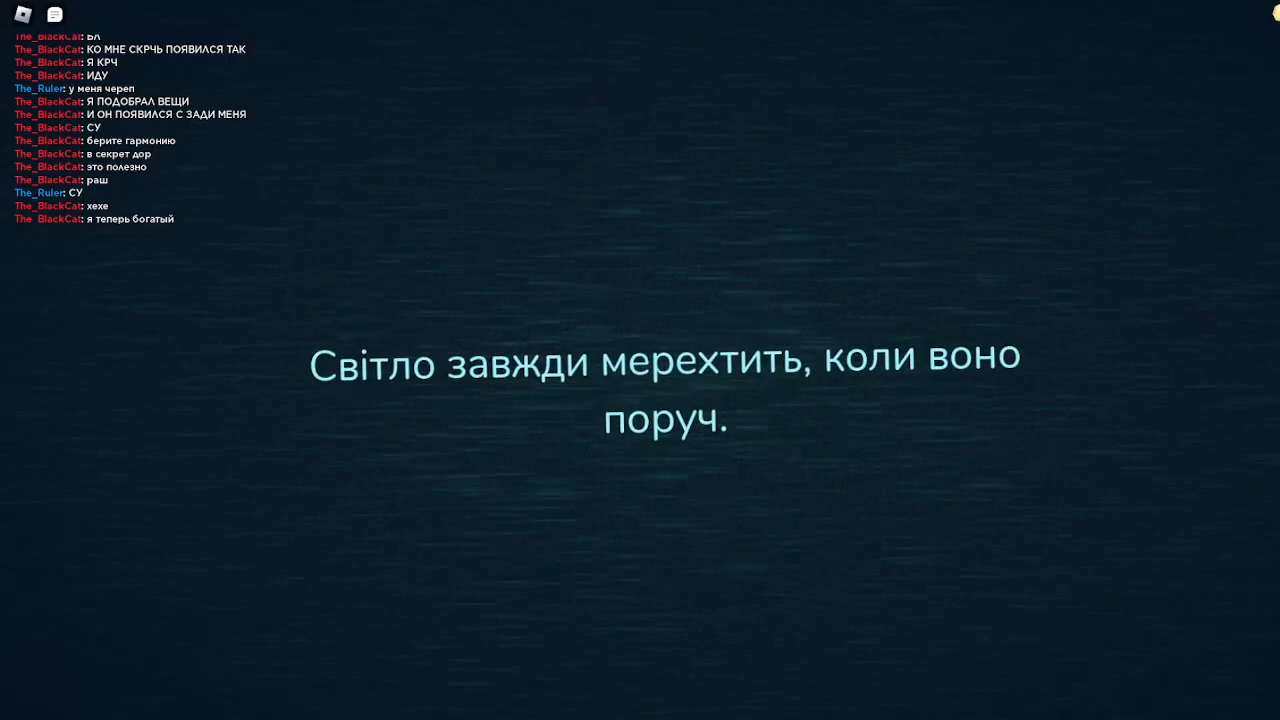 The_BlackCat: БЛ
The_BlackCat: КО МНЕ СКРЧЬ ПОЯВИЛСЯ ТАК
The_BlackCat: Я КРЧ
The_BlackCat: ИДУ
The_Ruler: у меня череп
The_BlackCat: Я ПОДОБРАЛ ВЕЩИ
The_BlackCat: И ОН ПОЯВИЛСЯ С ЗАДИ МЕНЯ
The_BlackCat: СУ
The_BlackCat: берите гармонию
The_BlackCat: в секрет дор
The_BlackCat: это полезно
The_BlackCat: раш
The_Ruler: СУ
The_BlackCat: хехе
The_BlackCat: я теперь богатый
Світло завжди мерехтить, коли воно
поруч.